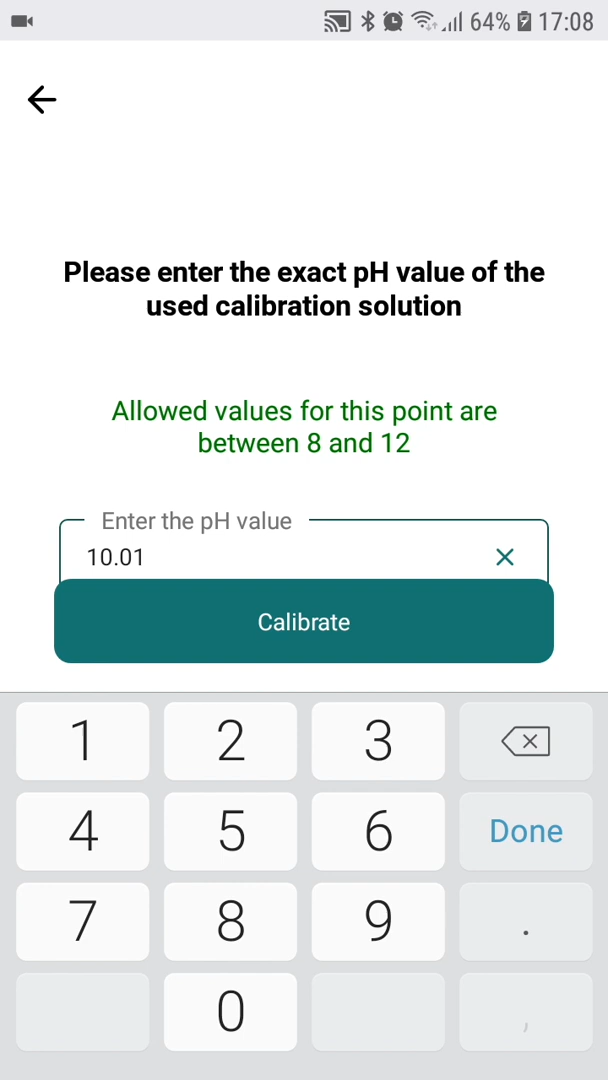 64% 17:08
Please enter the exact pH value of the
used calibration solution
Allowed values for this point are
between 8 and 12
Enter the pH value
10.01
Calibrate
1 2 3
4 5 6 Done
7 8 9 .
0 ,